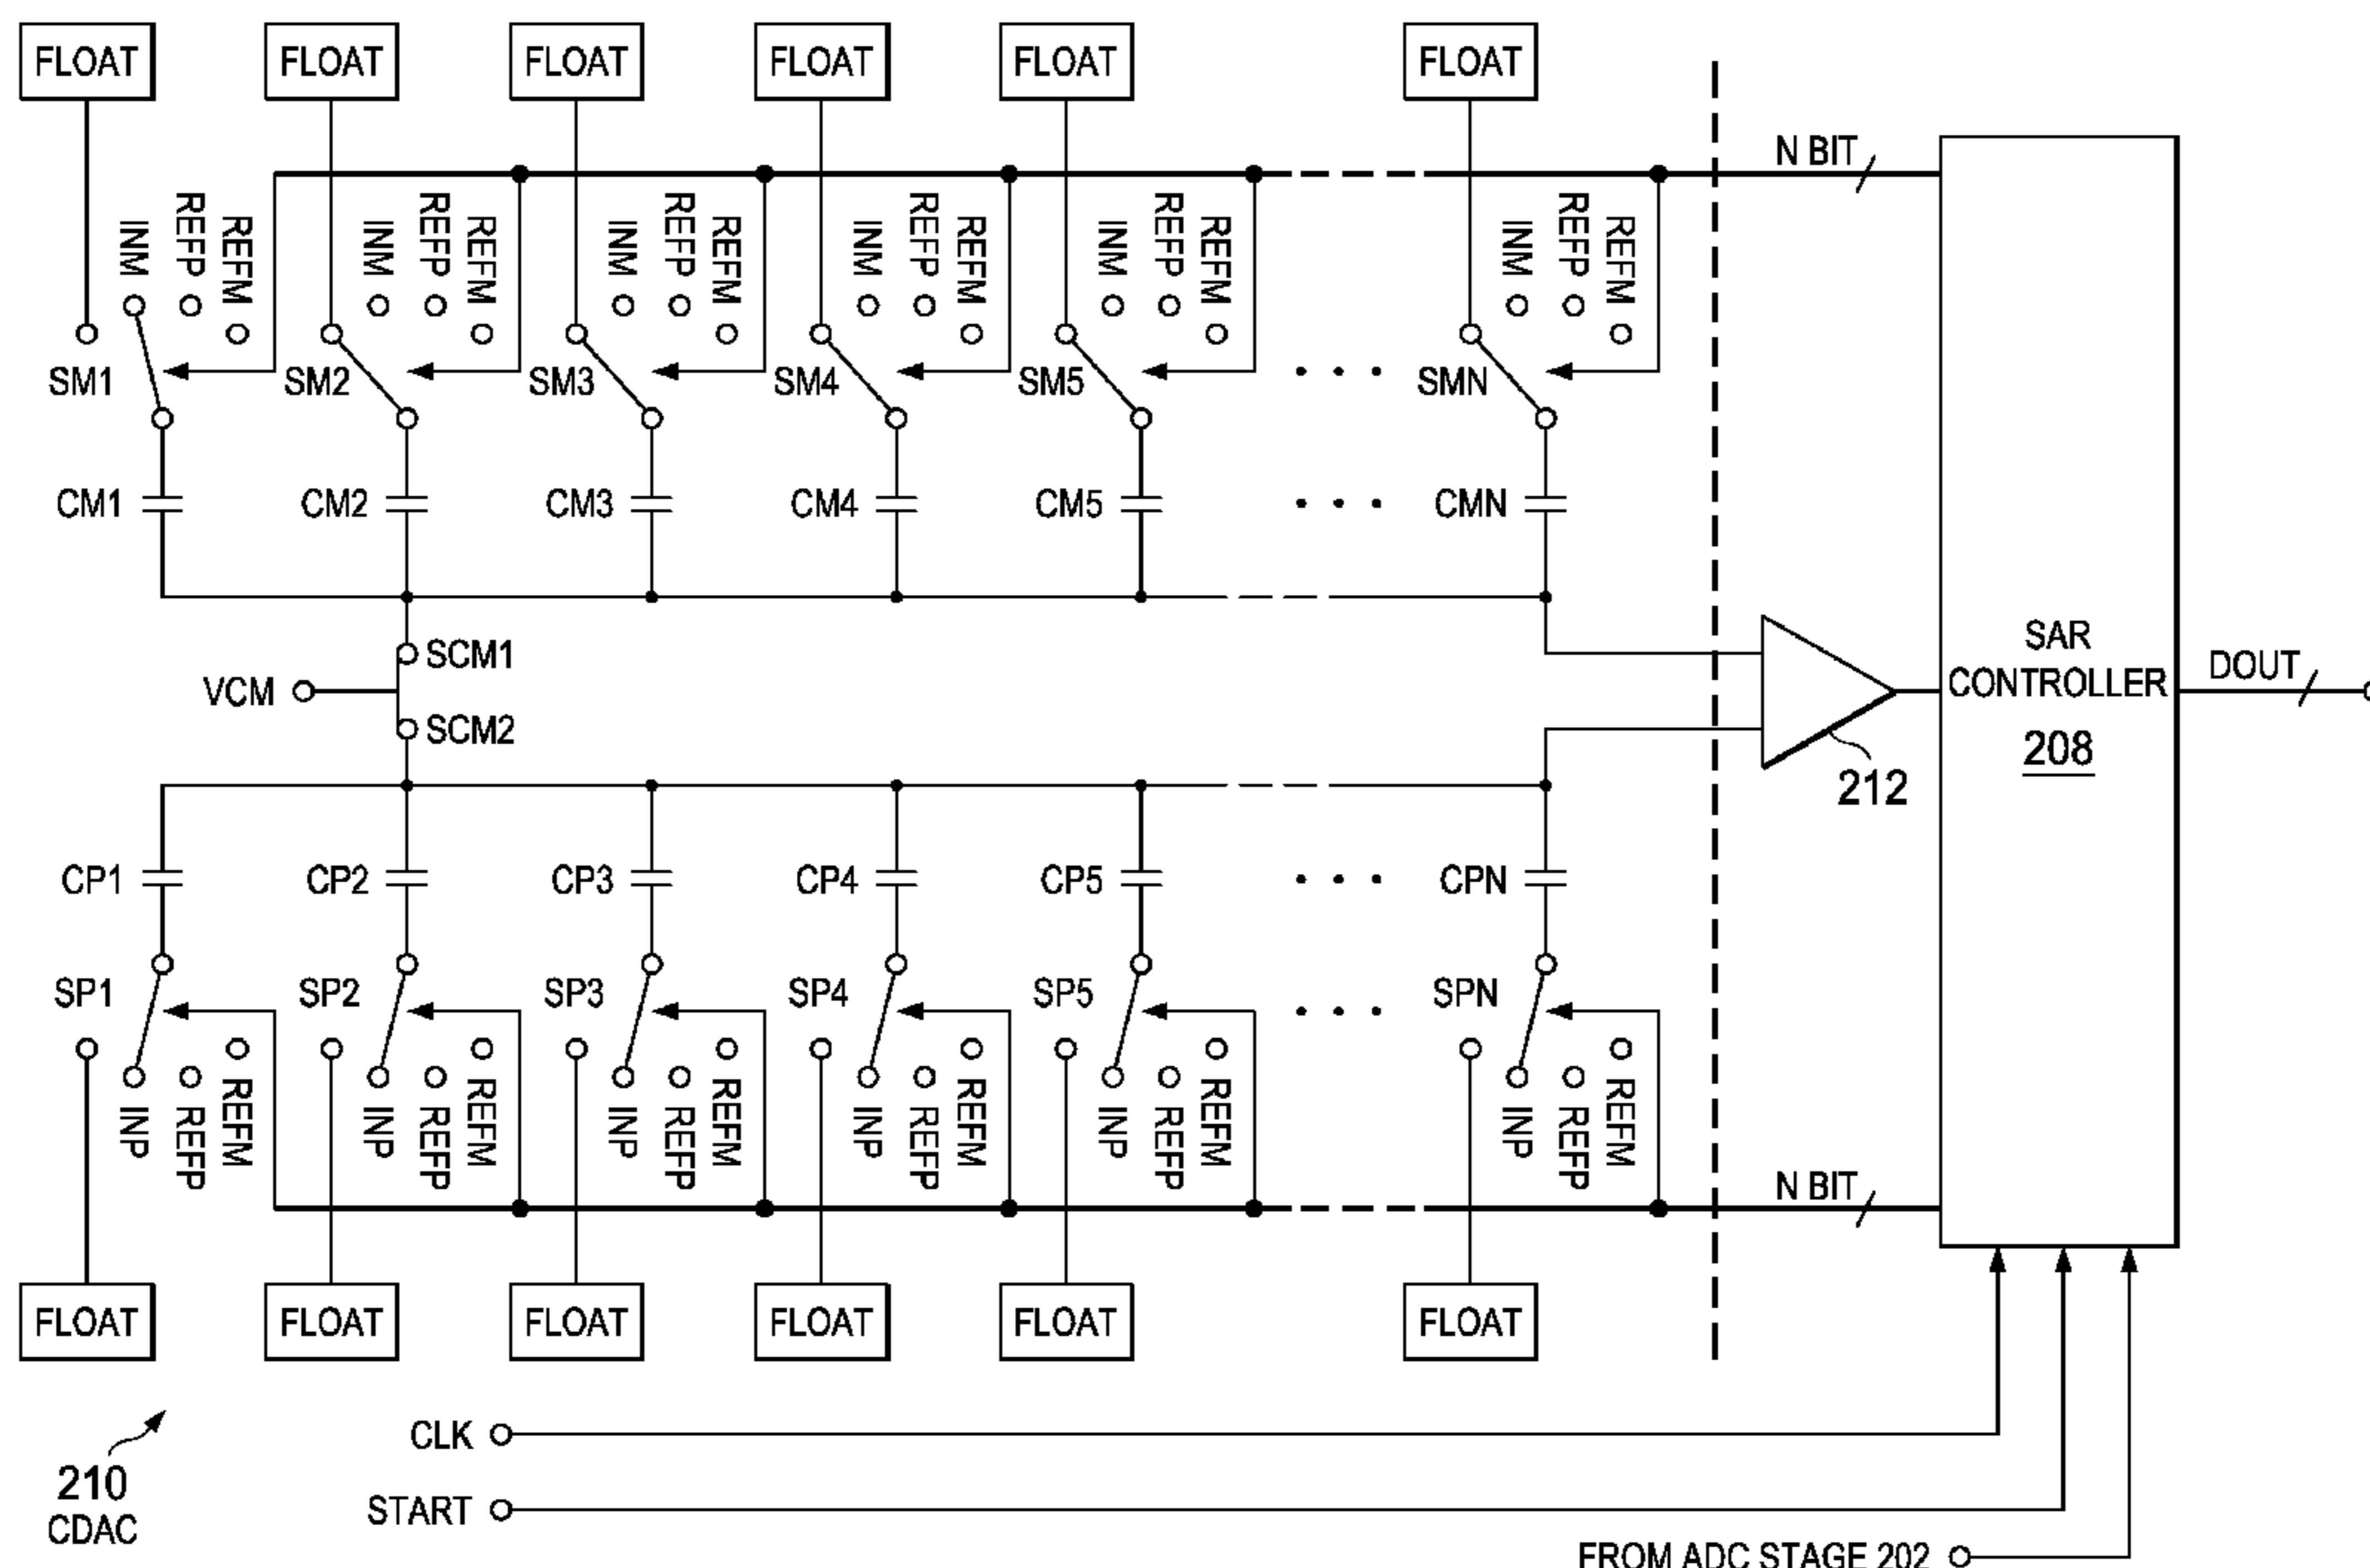 FLOAT FLOAT FLOAT FLOAT FLOAT FLOAT
N BIT
INM REFP REFM INM REFP REFM INM REFP REFM INM REFP REFM INM REFP REFM INM REFP REFM
SM1 SM2 SM3 SM4 SM5 . . . SMN
CM1 CM2 CM3 CM4 CM5 . . . CMN
SCM1
VCM
SCM2
SAR
CONTROLLER
208
DOUT
212
CP1 CP2 CP3 CP4 CP5 . . . CPN
SP1 SP2 SP3 SP4 SP5 . . . SPN
INP REFP REFM INP REFP REFM INP REFP REFM INP REFP REFM INP REFP REFM INP REFP REFM
N BIT
FLOAT FLOAT FLOAT FLOAT FLOAT FLOAT
210
CDAC
CLK
START
FROM ADC STAGE 202